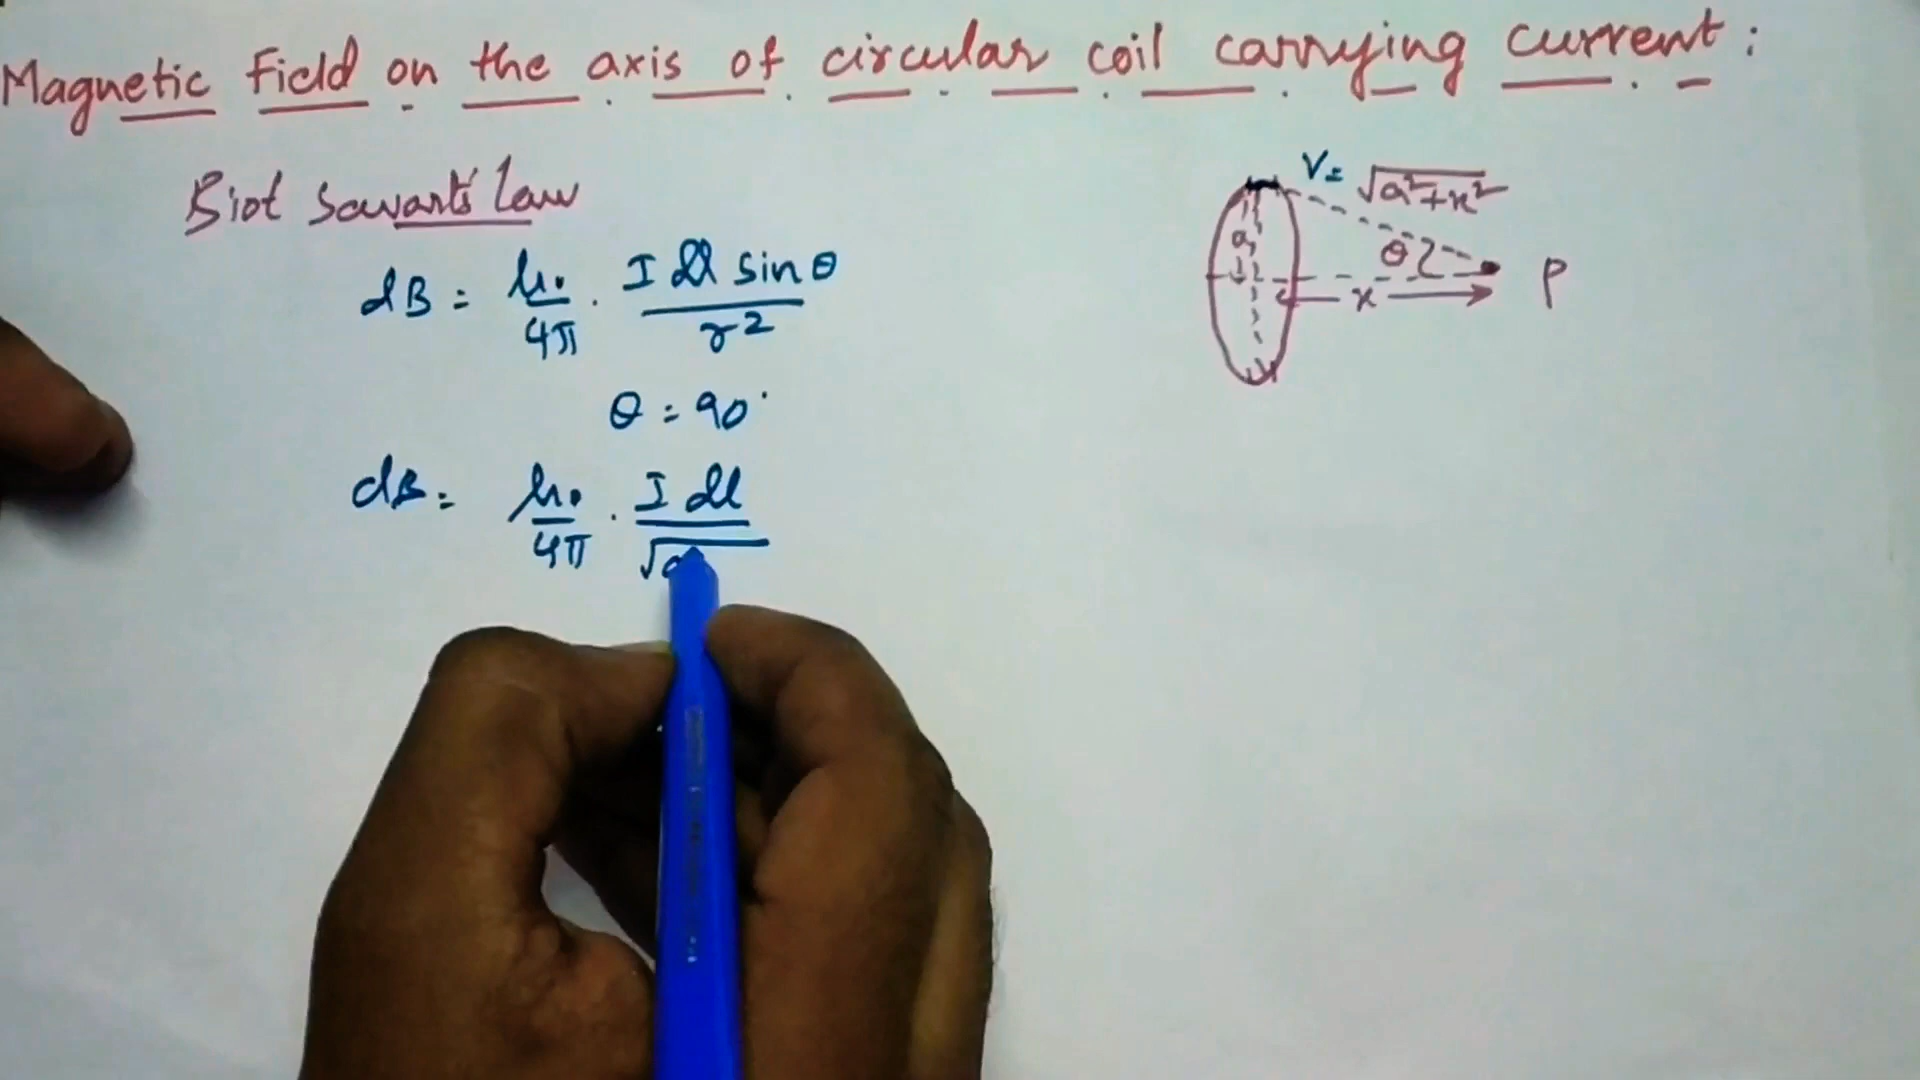 Magnetic Field on the axis of circular coil carrying current :
Biot Savart's law
dB = μ₀/4π . I dl sin θ / r²
θ = 90°
dB = μ₀/4π . I dl / √a
r = √a²+x²
a
θ
x
P